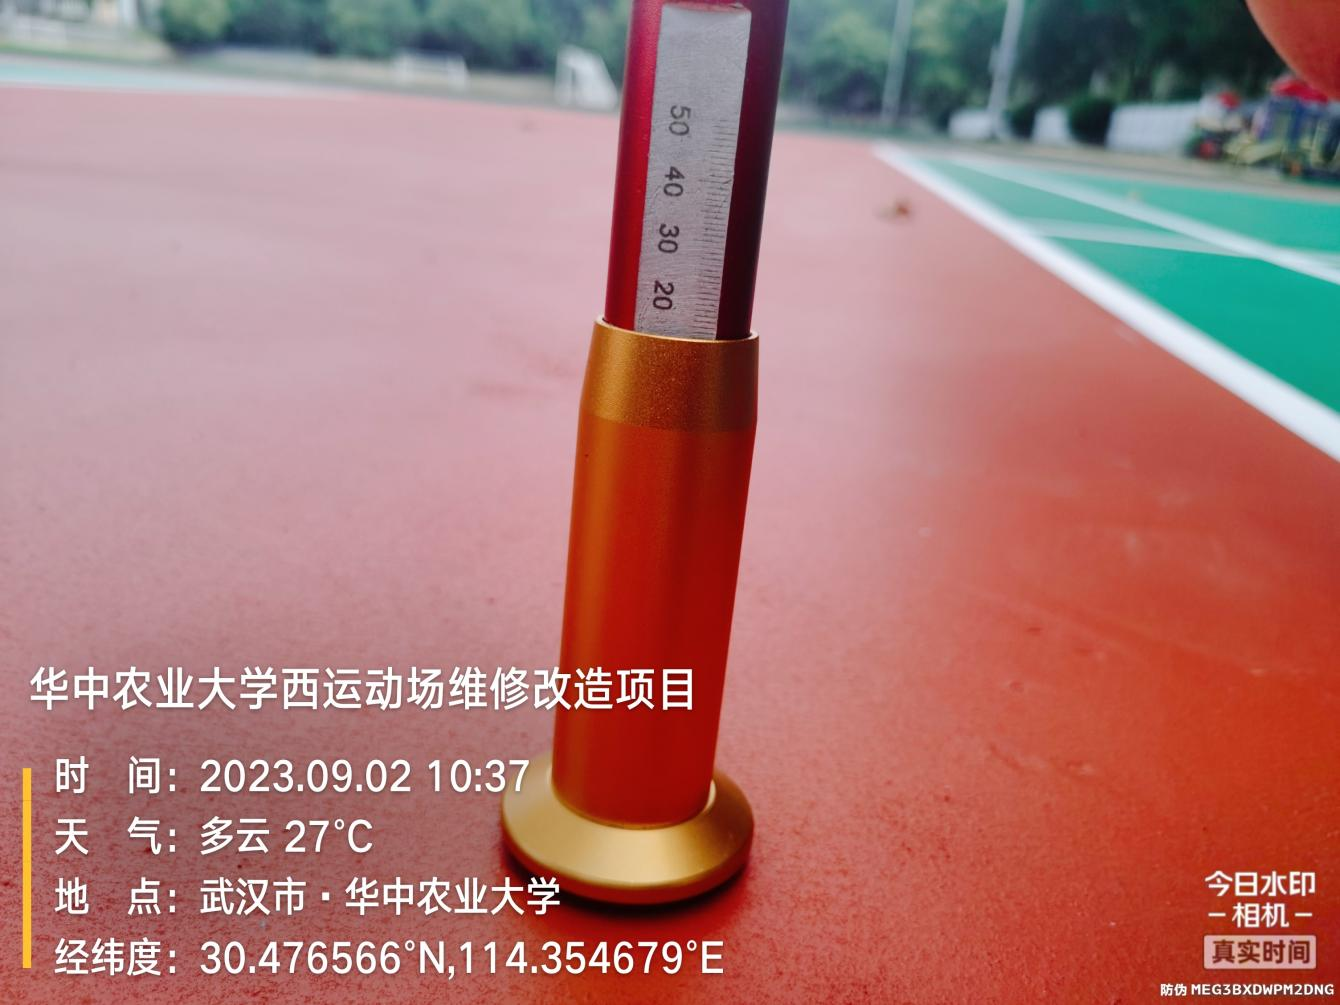 50
40
30
20
华中农业大学西运动场维修改造项目
时 间：2023.09.02 10:37
天 气：多云 27°C
地 点：武汉市·华中农业大学
经纬度：30.476566°N,114.354679°E
今日水印
相机
真实时间
防伪 MEG3BXDWPM2DNG